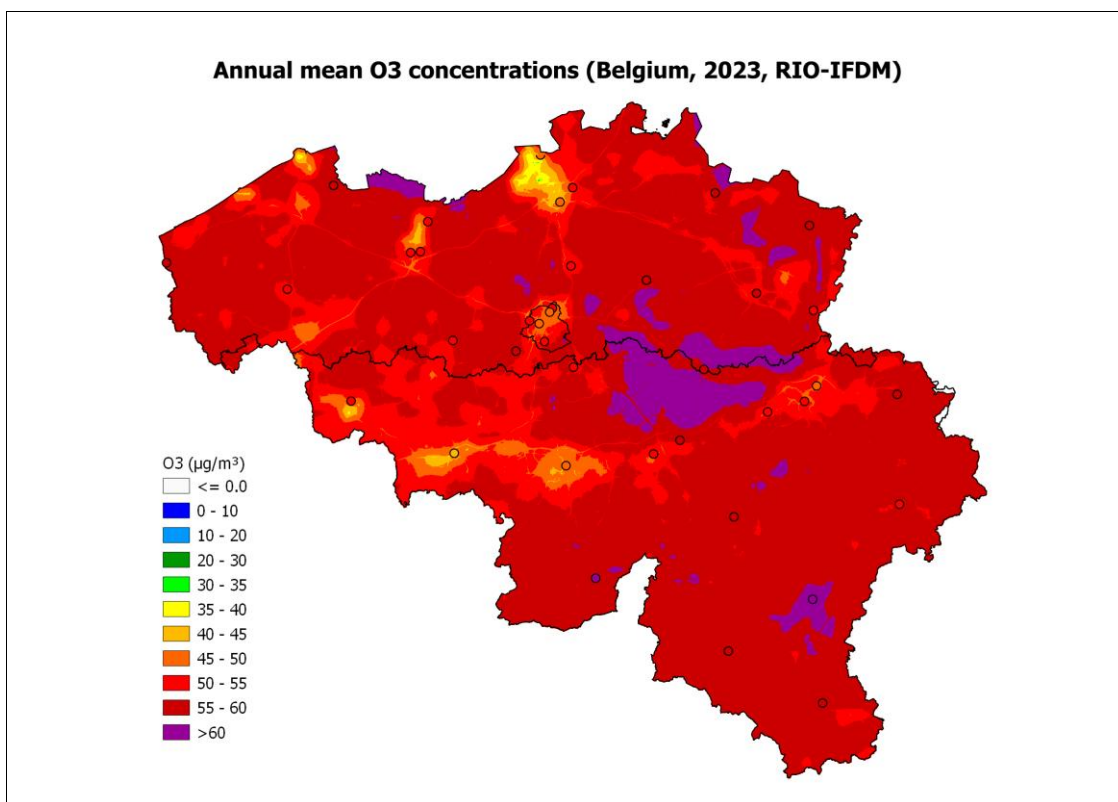 Annual mean O3 concentrations (Belgium, 2023, RIO-IFDM)
O3 (µg/m³)
<= 0.0
0 - 10
10 - 20
20 - 30
30 - 35
35 - 40
40 - 45
45 - 50
50 - 55
55 - 60
>60